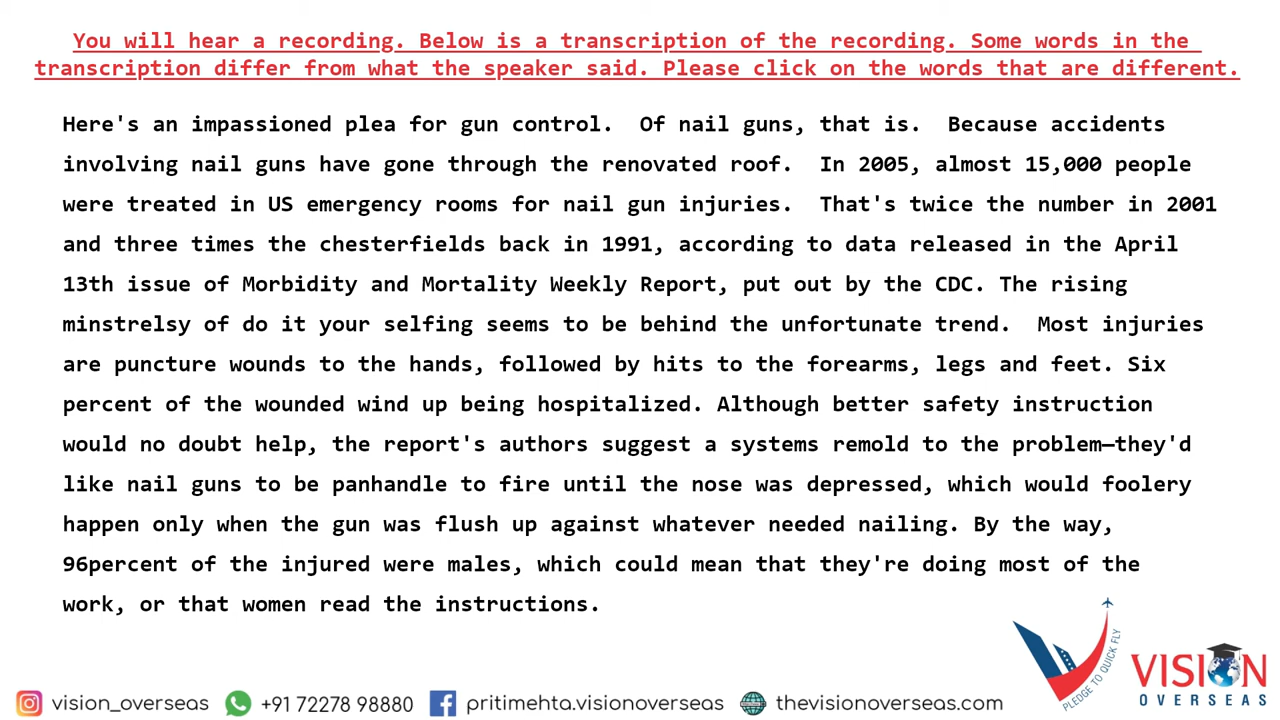 You will hear a recording. Below is a transcription of the recording. Some words in the
transcription differ from what the speaker said. Please click on the words that are different.
Here's an impassioned plea for gun control.  Of nail guns, that is.  Because accidents
involving nail guns have gone through the renovated roof.  In 2005, almost 15,000 people
were treated in US emergency rooms for nail gun injuries.  That's twice the number in 2001
and three times the chesterfields back in 1991, according to data released in the April
13th issue of Morbidity and Mortality Weekly Report, put out by the CDC. The rising
minstrelsy of do it your selfing seems to be behind the unfortunate trend.  Most injuries
are puncture wounds to the hands, followed by hits to the forearms, legs and feet. Six
percent of the wounded wind up being hospitalized. Although better safety instruction
would no doubt help, the report's authors suggest a systems remold to the problem—they'd
like nail guns to be panhandle to fire until the nose was depressed, which would foolery
happen only when the gun was flush up against whatever needed nailing. By the way,
96percent of the injured were males, which could mean that they're doing most of the
work, or that women read the instructions.
PLEDGE TO QUICK FLY
VISION
OVERSEAS
vision_overseas +91 72278 98880 pritimehta.visionoverseas thevisionoverseas.com